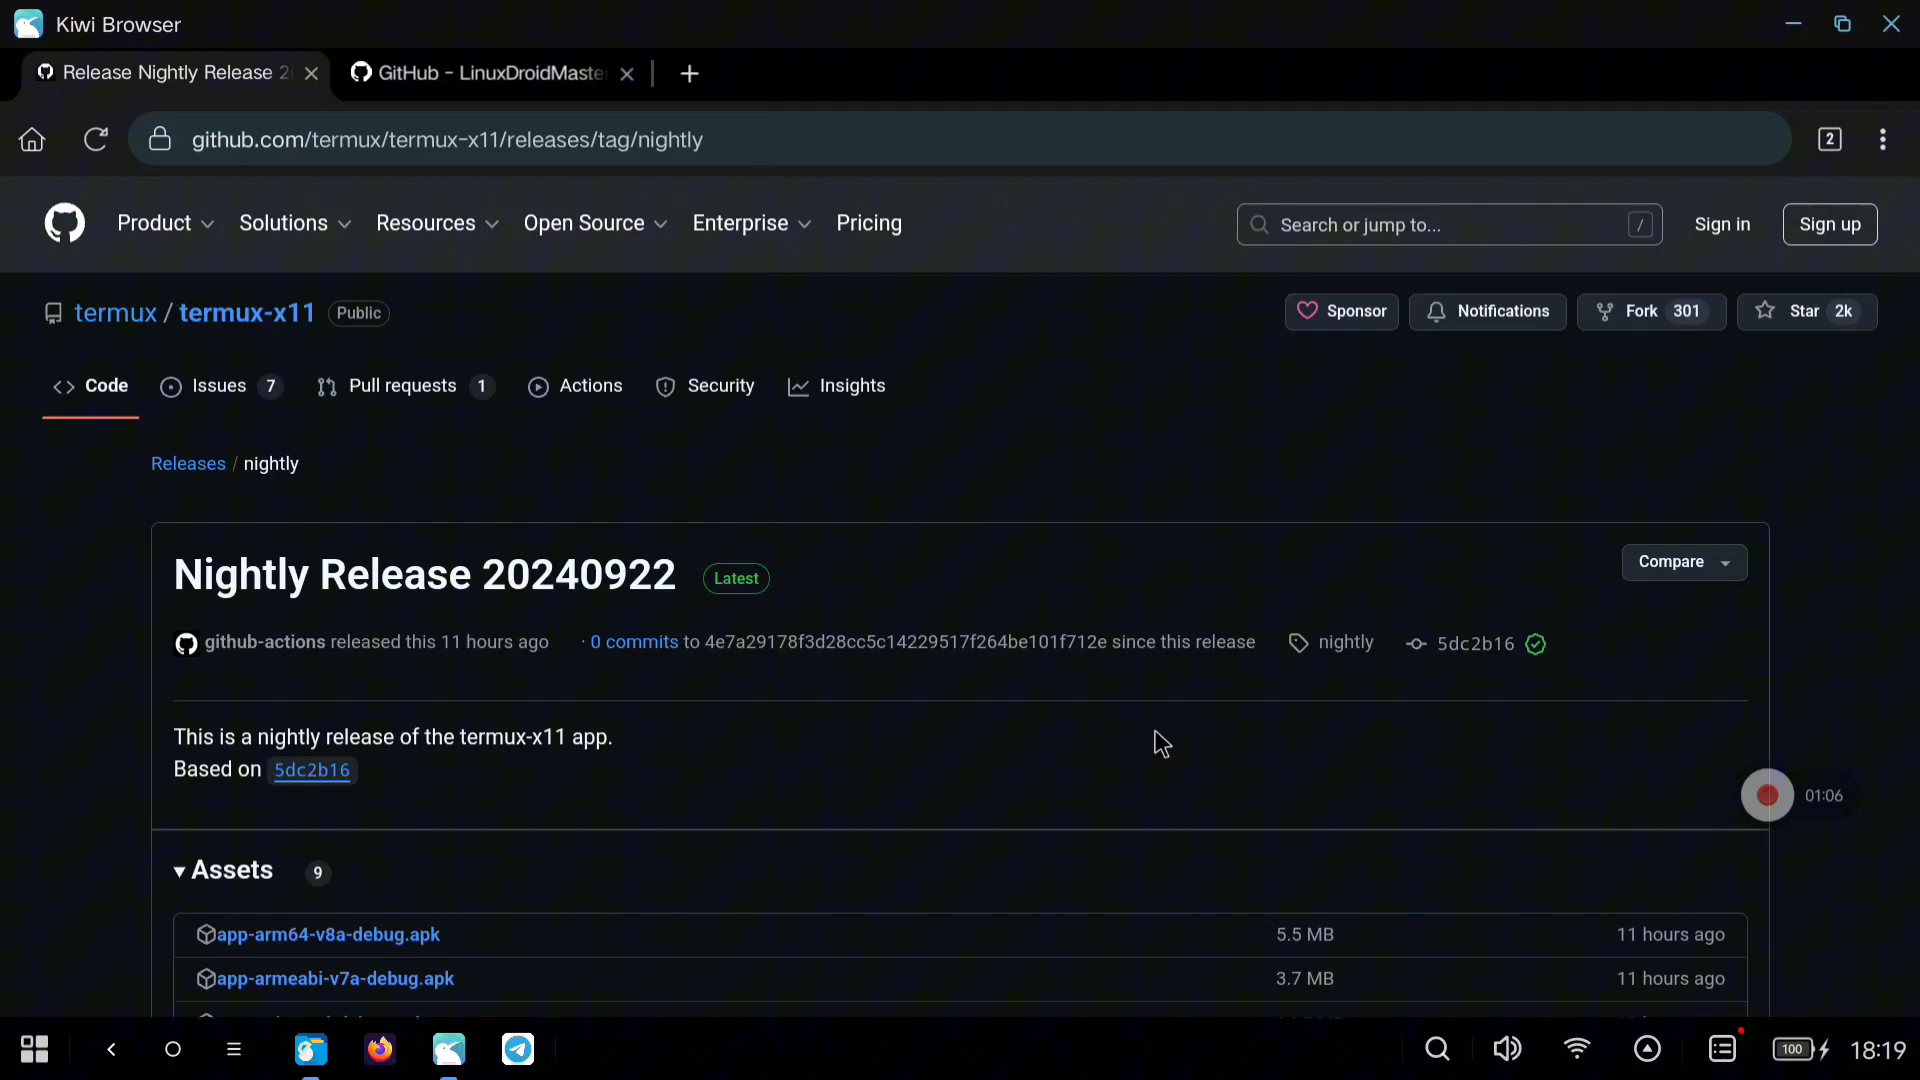 Kiwi Browser
Release Nightly Release 2
GitHub - LinuxDroidMaster
github.com/termux/termux-x11/releases/tag/nightly
2
Product
Solutions
Resources
Open Source
Enterprise
Pricing
Search or jump to...
/
Sign in
Sign up
termux / termux-x11
Public
Sponsor
Notifications
Fork 301
Star 2k
Code
Issues 7
Pull requests 1
Actions
Security
Insights
Releases / nightly
Nightly Release 20240922
Latest
Compare
github-actions released this 11 hours ago
· 0 commits to 4e7a29178f3d28cc5c14229517f264be101f712e since this release
nightly
5dc2b16
This is a nightly release of the termux-x11 app.
Based on 5dc2b16
01:06
Assets 9
app-arm64-v8a-debug.apk 5.5 MB 11 hours ago
app-armeabi-v7a-debug.apk 3.7 MB 11 hours ago
100
18:19